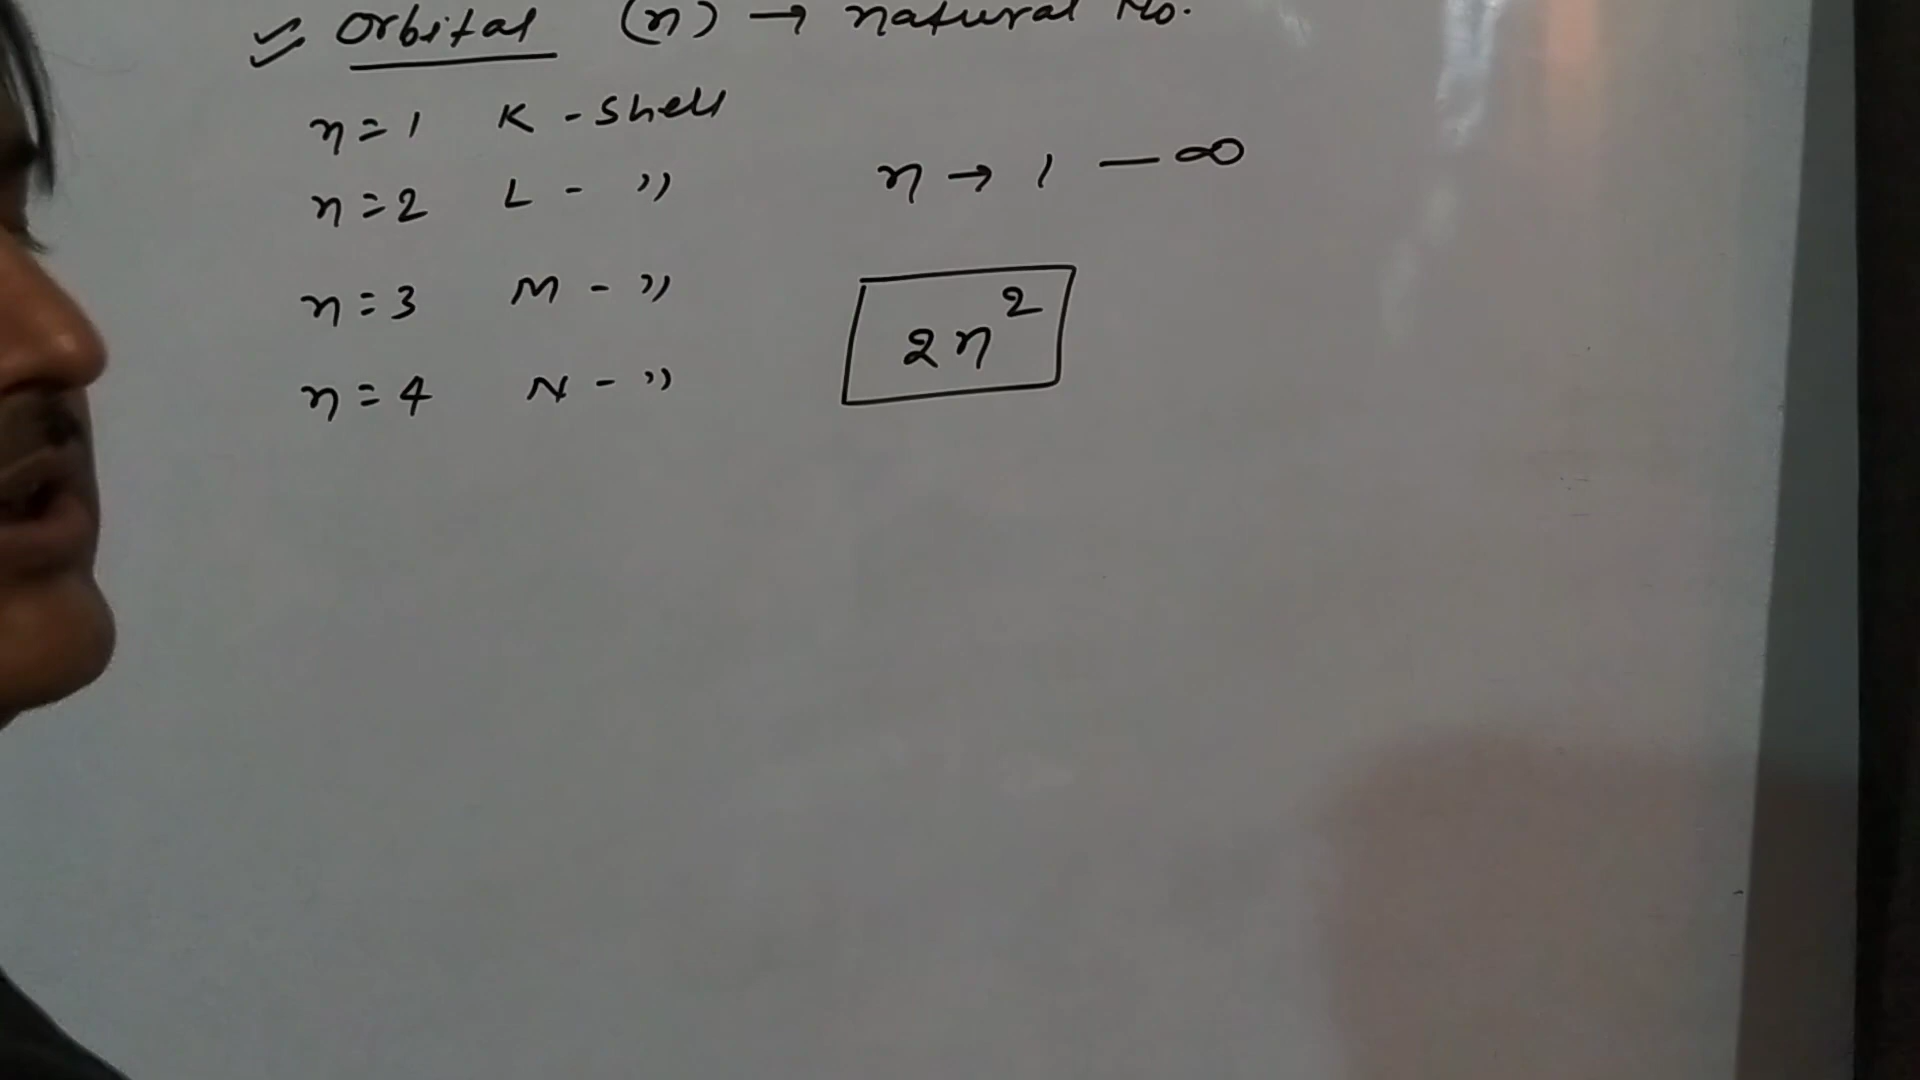 Orbital (n) → natural No.
n = 1 K - Shell
n = 2 L - "
n = 3 M - "
n = 4 N - "
n → 1 — ∞
2n²